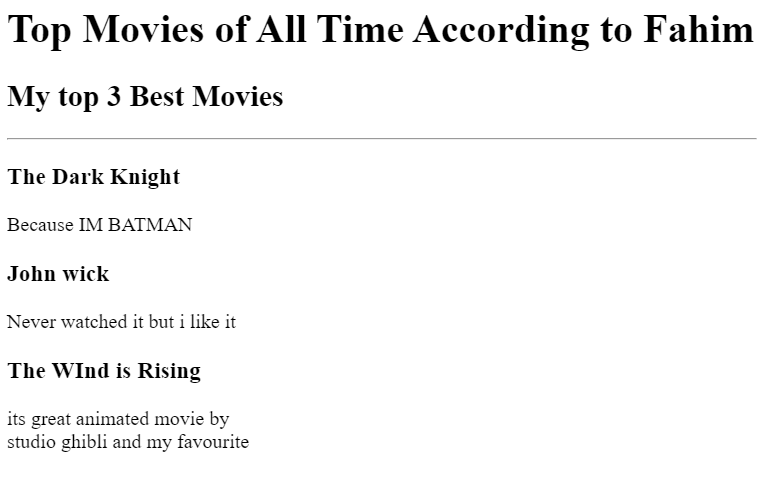 Top Movies of All Time According to Fahim
My top 3 Best Movies
The Dark Knight
Because IM BATMAN
John wick
Never watched it but i like it
The WInd is Rising
its great animated movie by
studio ghibli and my favourite